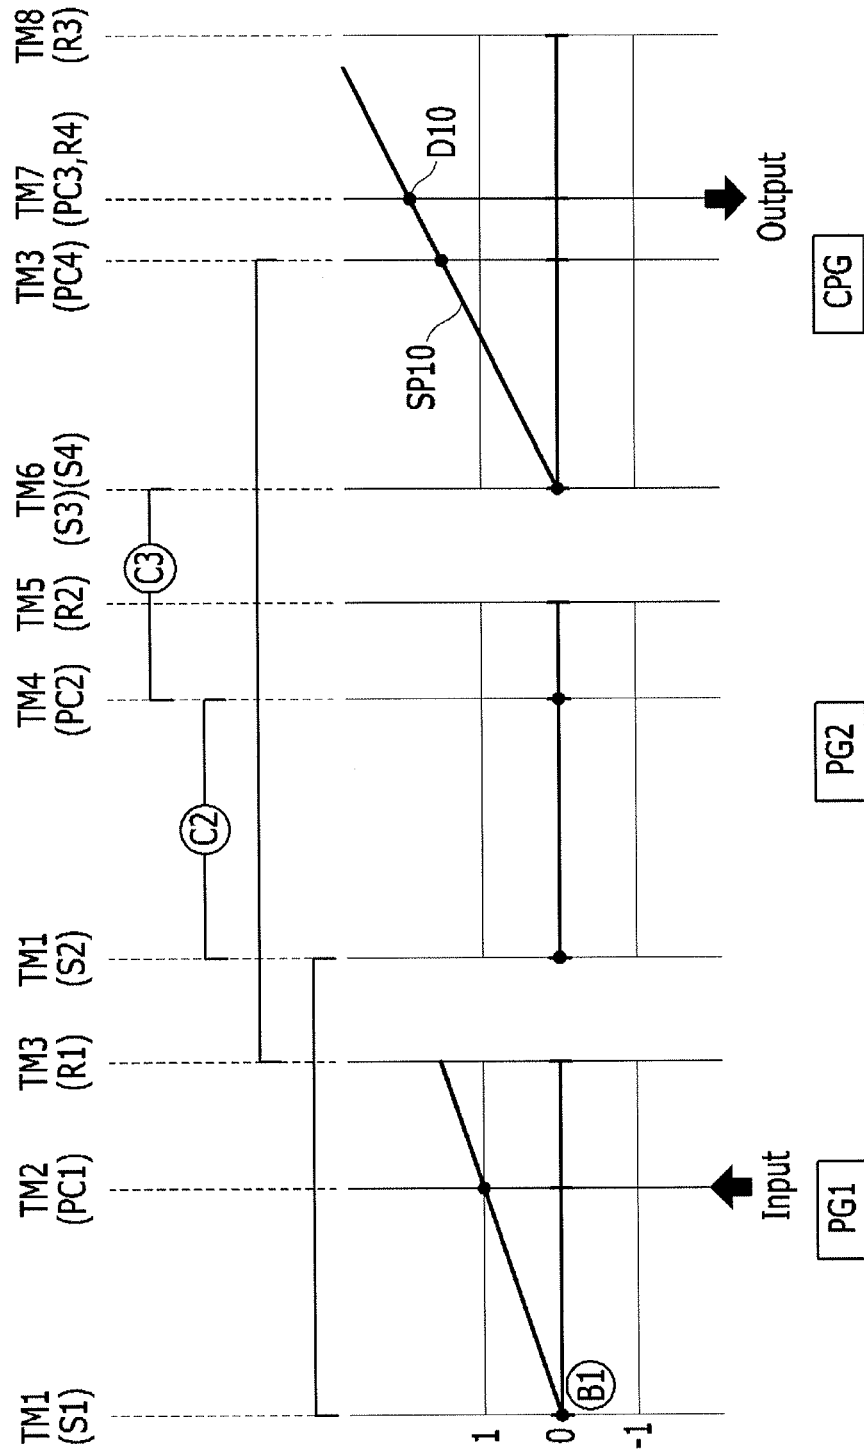 TM1
(S1)
TM2
(PC1)
TM3
(R1)
TM1
(S2)
TM4
(PC2)
TM5
(R2)
TM6
(S3)(S4)
TM3
(PC4)
TM7
(PC3,R4)
TM8
(R3)
C3
C2
D10
SP10
1
0
-1
B1
Input
Output
PG1
PG2
CPG